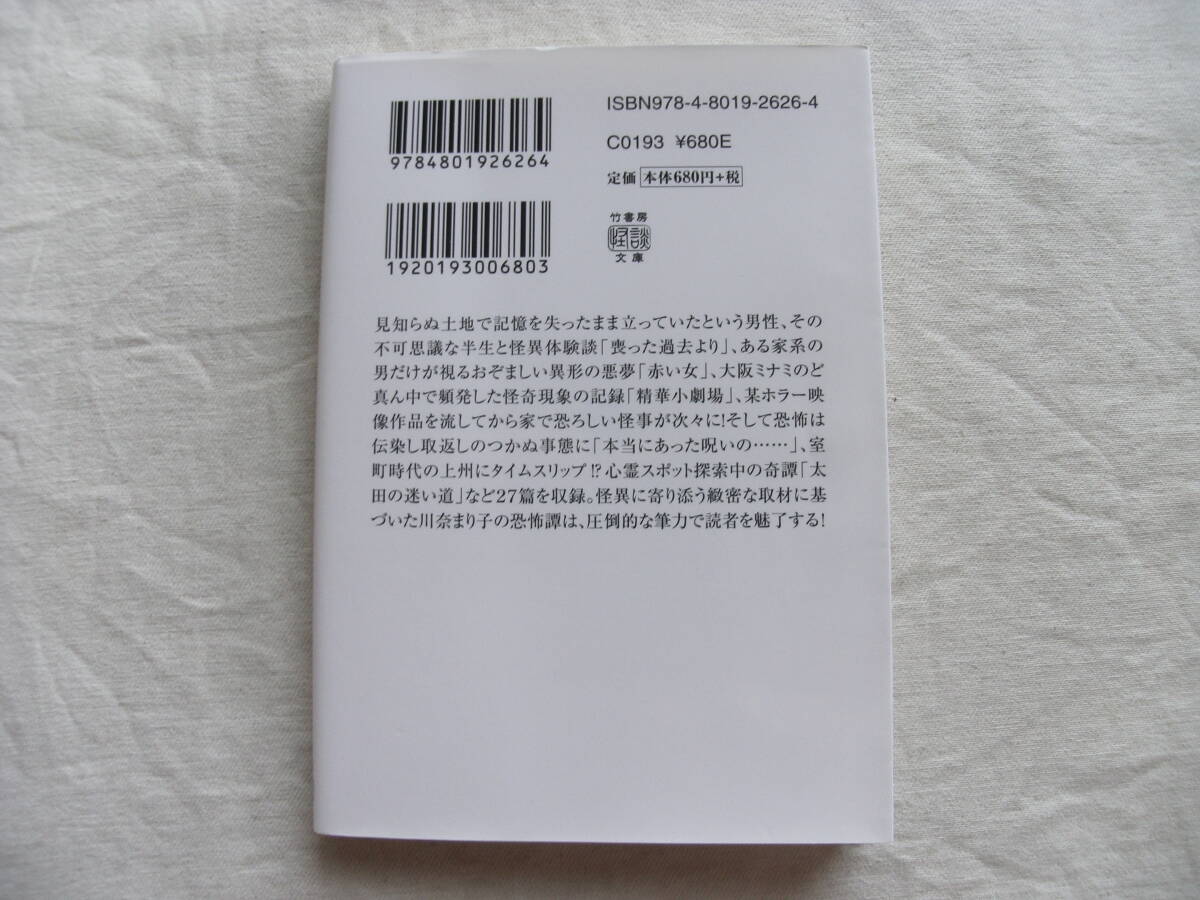 9784801926264
ISBN978-4-8019-2626-4
C0193 ¥680E
定価 本体680円+税
1920193006803
竹書房
怪談
文庫
見知らぬ土地で記憶を失ったまま立っていたという男性、その
不可思議な半生と怪異体験談「喪った過去より」、ある家系の
男だけが視るおぞましい異形の悪夢「赤い女」、大阪ミナミのど
真ん中で頻発した怪奇現象の記録「精華小劇場」、某ホラー映
像作品を流してから家で恐ろしい怪事が次々に!そして恐怖は
伝染し取返しのつかぬ事態に「本当にあった呪いの……」、室
町時代の上州にタイムスリップ!?心霊スポット探索中の奇譚「太
田の迷い道」など27篇を収録。怪異に寄り添う緻密な取材に基
づいた川奈まり子の恐怖譚は、圧倒的な筆力で読者を魅了する!